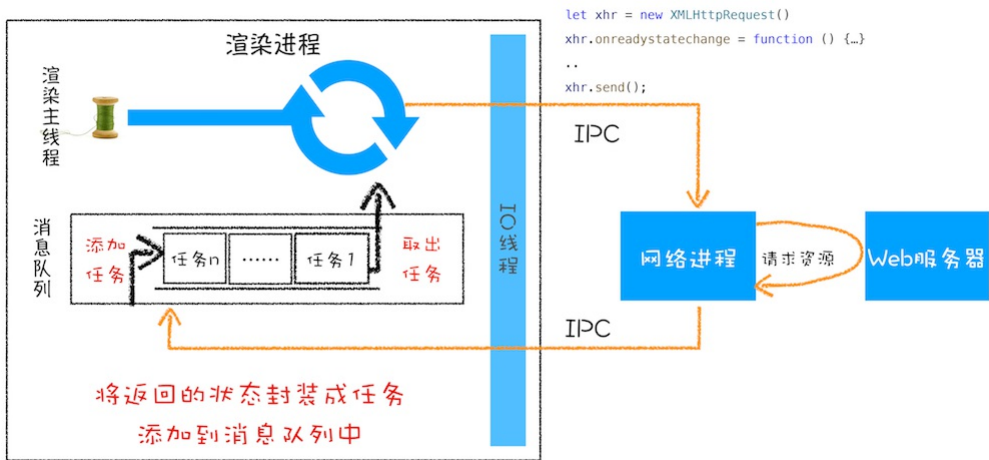 let xhr = new XMLHttpRequest()
xhr.onreadystatechange = function () {…}
..
xhr.send();
渲染进程
渲染主线程
IPC
消息队列
添加
任务
任务n
……
任务1
取出
任务
IO线程
网络进程
请求资源
Web服务器
IPC
将返回的状态封装成任务
添加到消息队列中